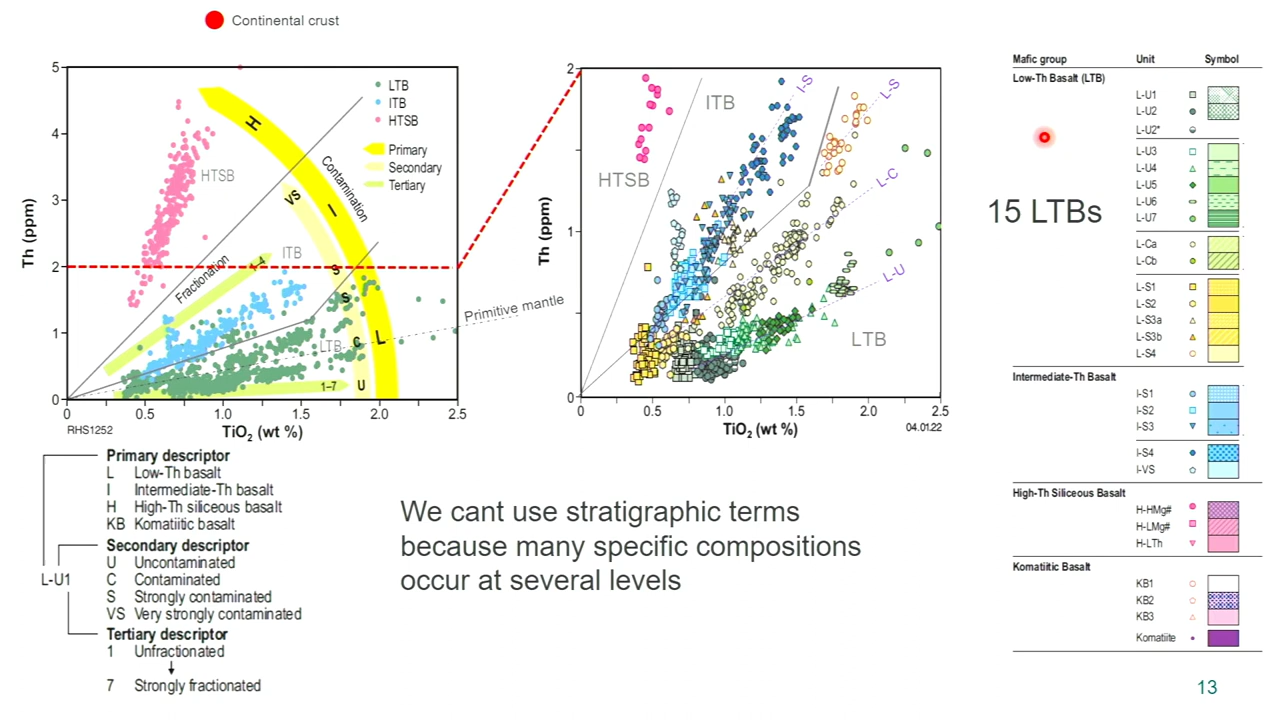 Continental crust
5
4
3
2
1
0
Th (ppm)
0
0.5
1.0
1.5
2.0
2.5
TiO2 (wt %)
RHS1252
LTB
ITB
HTSB
Primary
Secondary
Tertiary
H
I
L
VS
S
S
C
U
Contamination
Fractionation
1–4
1–7
HTSB
ITB
LTB
Primitive mantle
2
1
0
Th (ppm)
0
0.5
1.0
1.5
2.0
2.5
TiO2 (wt %)
04.01.22
HTSB
ITB
LTB
I-S
L-S
L-C
L-U
Primary descriptor
L Low-Th basalt
I Intermediate-Th basalt
H High-Th siliceous basalt
KB Komatiitic basalt
Secondary descriptor
U Uncontaminated
L-U1
C Contaminated
S Strongly contaminated
VS Very strongly contaminated
Tertiary descriptor
1 Unfractionated
7 Strongly fractionated
We cant use stratigraphic terms
because many specific compositions
occur at several levels
15 LTBs
Mafic group Unit Symbol
Low-Th Basalt (LTB)
L-U1
L-U2
L-U2*
L-U3
L-U4
L-U5
L-U6
L-U7
L-Ca
L-Cb
L-S1
L-S2
L-S3a
L-S3b
L-S4
Intermediate-Th Basalt
I-S1
I-S2
I-S3
I-S4
I-VS
High-Th Siliceous Basalt
H-HMg#
H-LMg#
H-LTh
Komatiitic Basalt
KB1
KB2
KB3
Komatiite
13